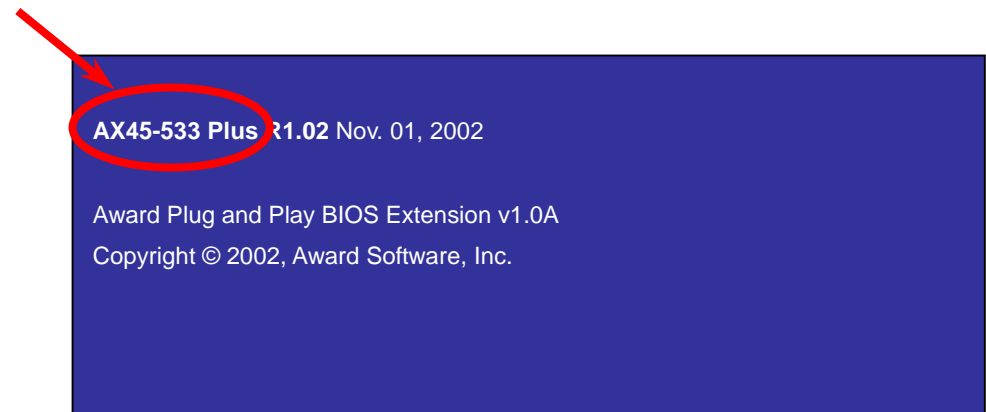 AX45-533 Plus R1.02 Nov. 01, 2002
Award Plug and Play BIOS Extension v1.0A
Copyright © 2002, Award Software, Inc.